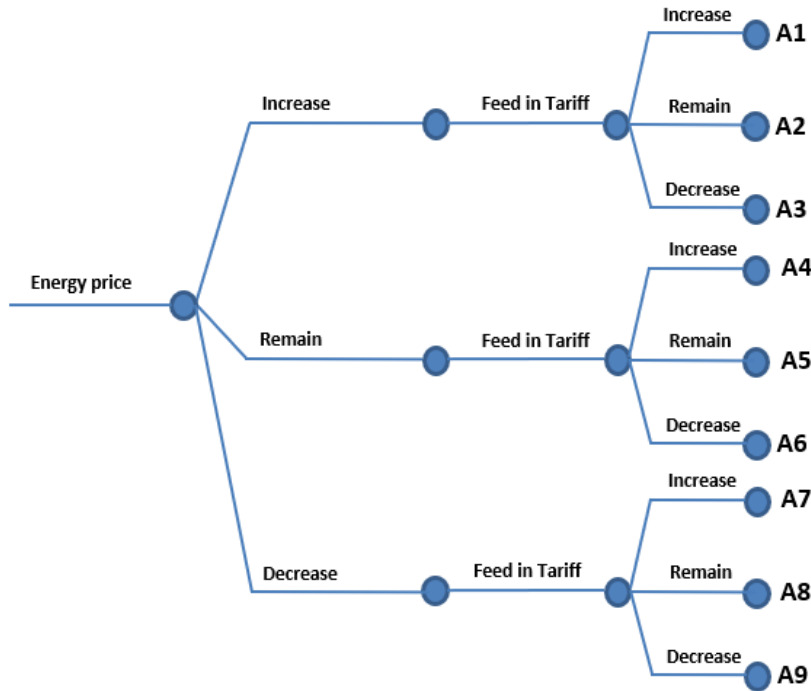 Increase
A1
Increase
Feed in Tariff
Remain
A2
Decrease
A3
Energy price
Increase
A4
Remain
Feed in Tariff
Remain
A5
Decrease
A6
Increase
A7
Decrease
Feed in Tariff
Remain
A8
Decrease
A9